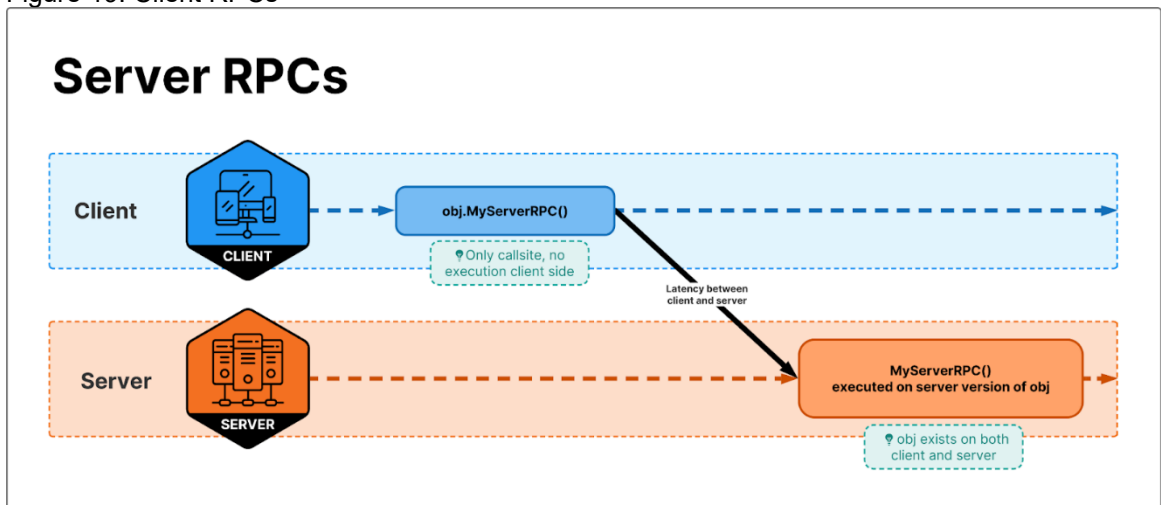 Server RPCs
Client
CLIENT
obj.MyServerRPC()
Only callsite, no
execution client side
Latency between
client and server
Server
SERVER
MyServerRPC()
executed on server version of obj
obj exists on both
client and server